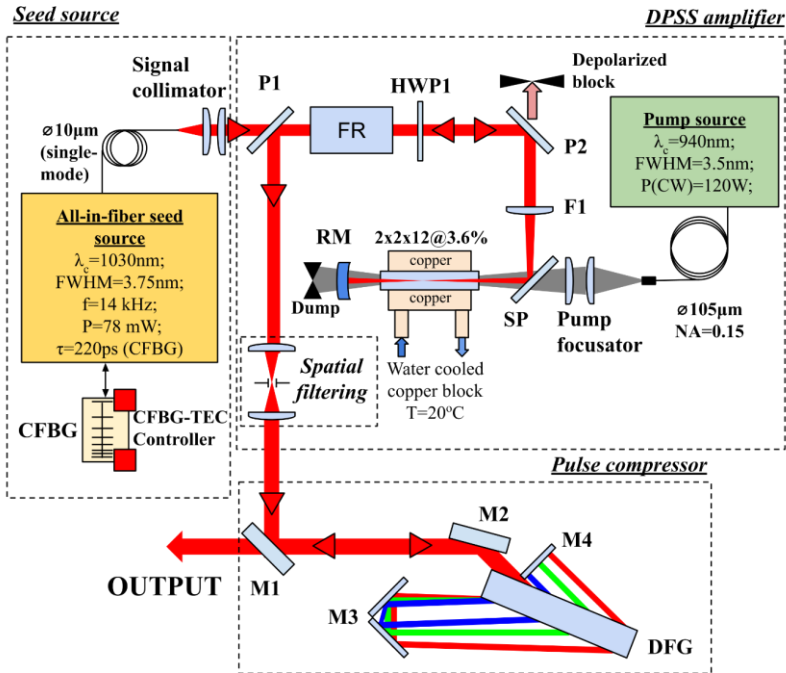 Seed source
DPSS amplifier
Signal
collimator
P1
FR
HWP1
Depolarized
block
P2
⌀10μm
(single-
mode)
Pump source
λc=940nm;
FWHM=3.5nm;
P(CW)=120W;
All-in-fiber seed
source
λc=1030nm;
FWHM=3.75nm;
f=14 kHz;
P=78 mW;
τ=220ps (CFBG)
F1
RM
2x2x12@3.6%
copper
copper
Dump
SP
Pump
focusator
⌀105μm
NA=0.15
Water cooled
copper block
T=20°C
Spatial
filtering
CFBG
CFBG-TEC
Controller
Pulse compressor
M2
M4
OUTPUT
M1
M3
DFG